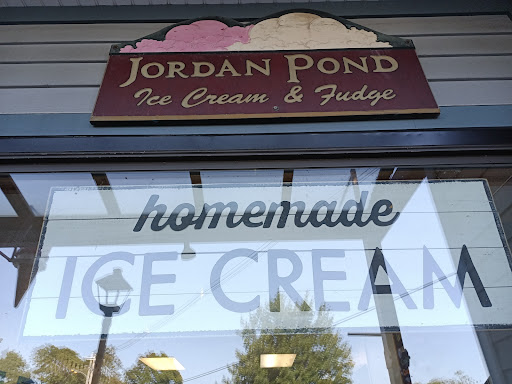 JORDAN POND
Ice Cream & Fudge
homemade
ICE CREAM